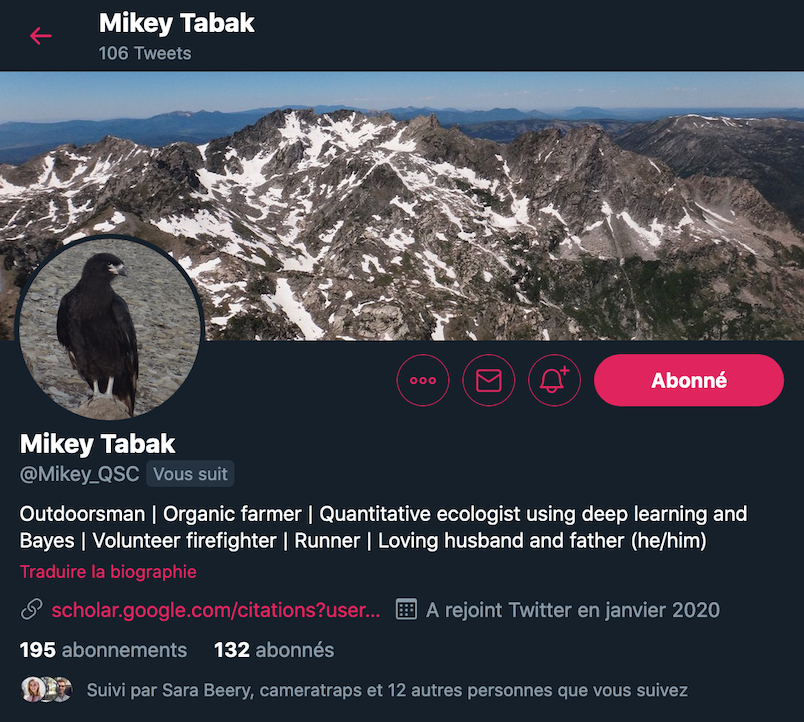 Mikey Tabak
106 Tweets
Abonné
Mikey Tabak
@Mikey_QSC Vous suit
Outdoorsman | Organic farmer | Quantitative ecologist using deep learning and
Bayes | Volunteer firefighter | Runner | Loving husband and father (he/him)
Traduire la biographie
scholar.google.com/citations?user... A rejoint Twitter en janvier 2020
195 abonnements 132 abonnés
Suivi par Sara Beery, cameratraps et 12 autres personnes que vous suivez